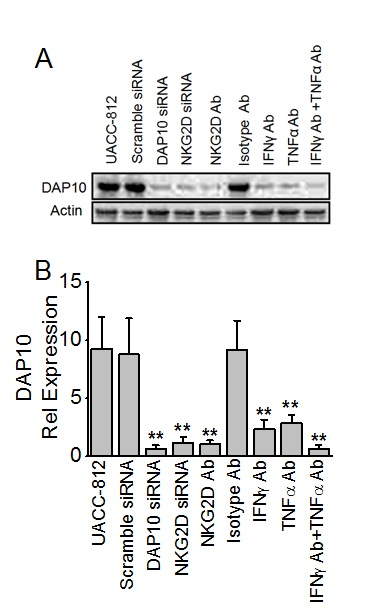 A
UACC-812
Scramble siRNA
DAP10 siRNA
NKG2D siRNA
NKG2D Ab
Isotype Ab
IFNγ Ab
TNFα Ab
IFNγ Ab +TNFα Ab
DAP10
Actin
B
DAP10
Rel Expression
15
10
5
0
** ** ** ** ** **
UACC-812
Scramble siRNA
DAP10 siRNA
NKG2D siRNA
NKG2D Ab
Isotype Ab
IFNγ Ab
TNFα Ab
IFNγ Ab+TNFα Ab